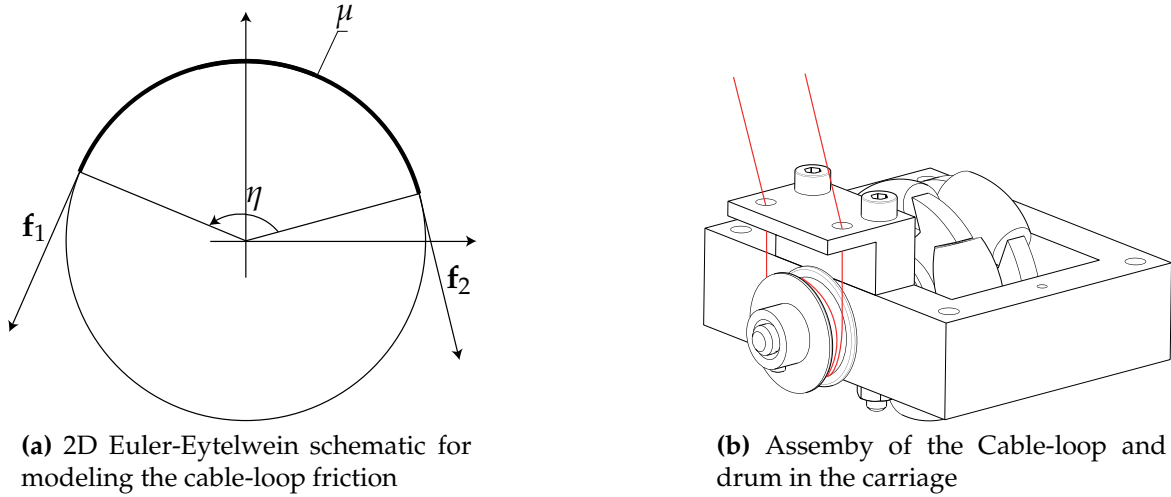 μ
η
f1
f2
(a) 2D Euler-Eytelwein schematic for
modeling the cable-loop friction
(b) Assemby of the Cable-loop and
drum in the carriage